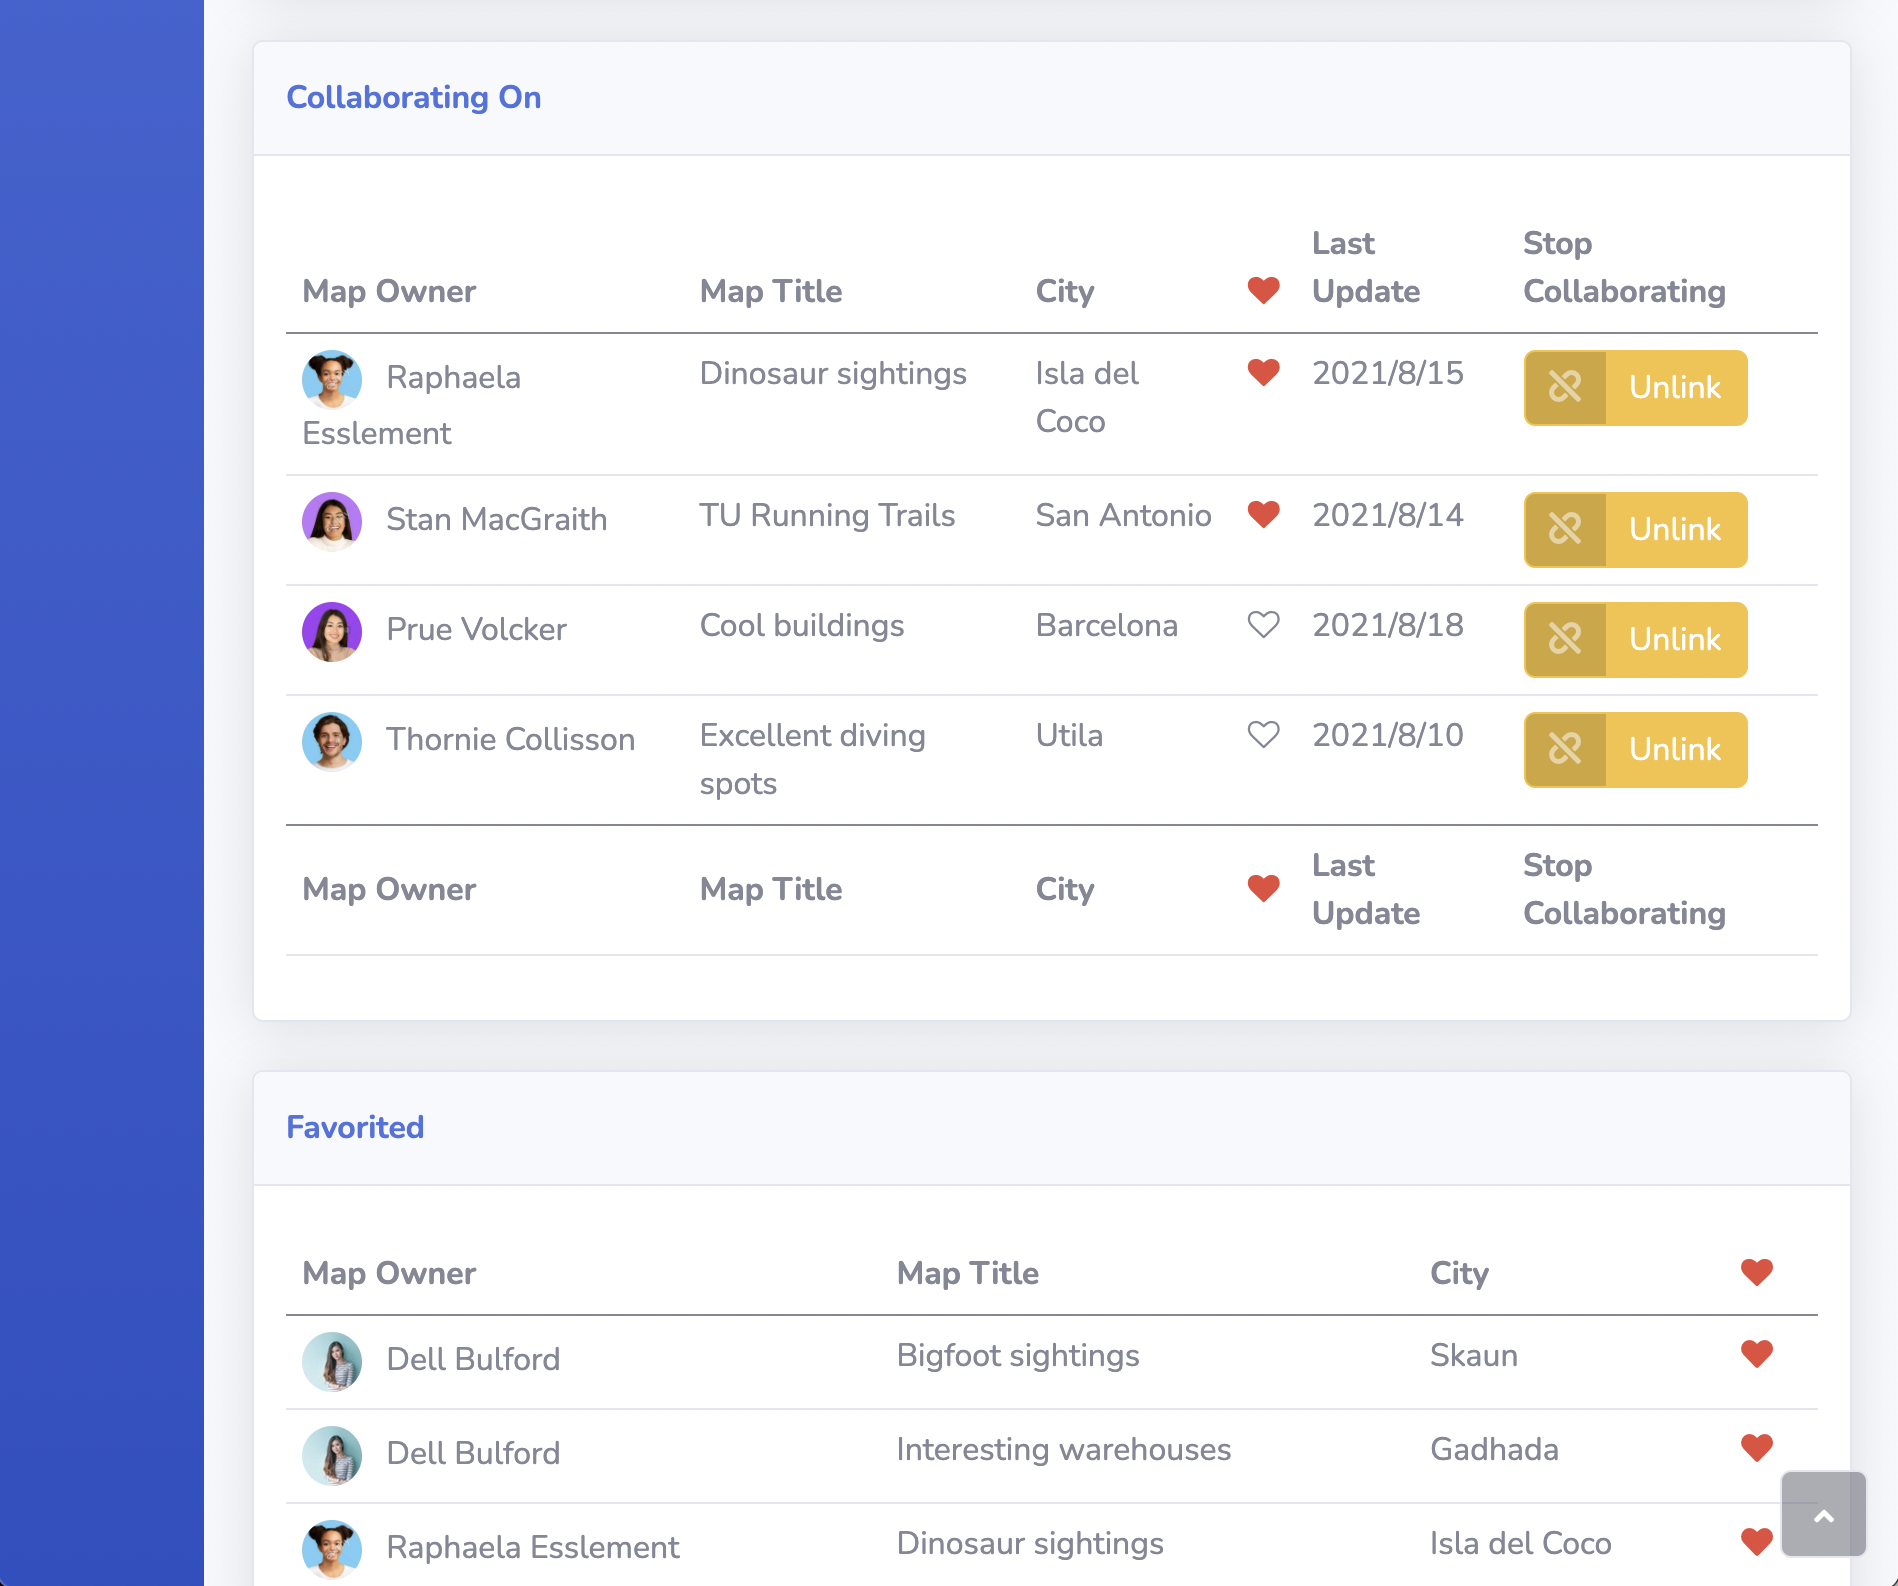 Collaborating On
Map Owner Map Title City Last Update Stop Collaborating
Raphaela Esslement Dinosaur sightings Isla del Coco 2021/8/15 Unlink
Stan MacGraith TU Running Trails San Antonio 2021/8/14 Unlink
Prue Volcker Cool buildings Barcelona 2021/8/18 Unlink
Thornie Collisson Excellent diving spots Utila 2021/8/10 Unlink
Map Owner Map Title City Last Update Stop Collaborating
Favorited
Map Owner Map Title City
Dell Bulford Bigfoot sightings Skaun
Dell Bulford Interesting warehouses Gadhada
Raphaela Esslement Dinosaur sightings Isla del Coco